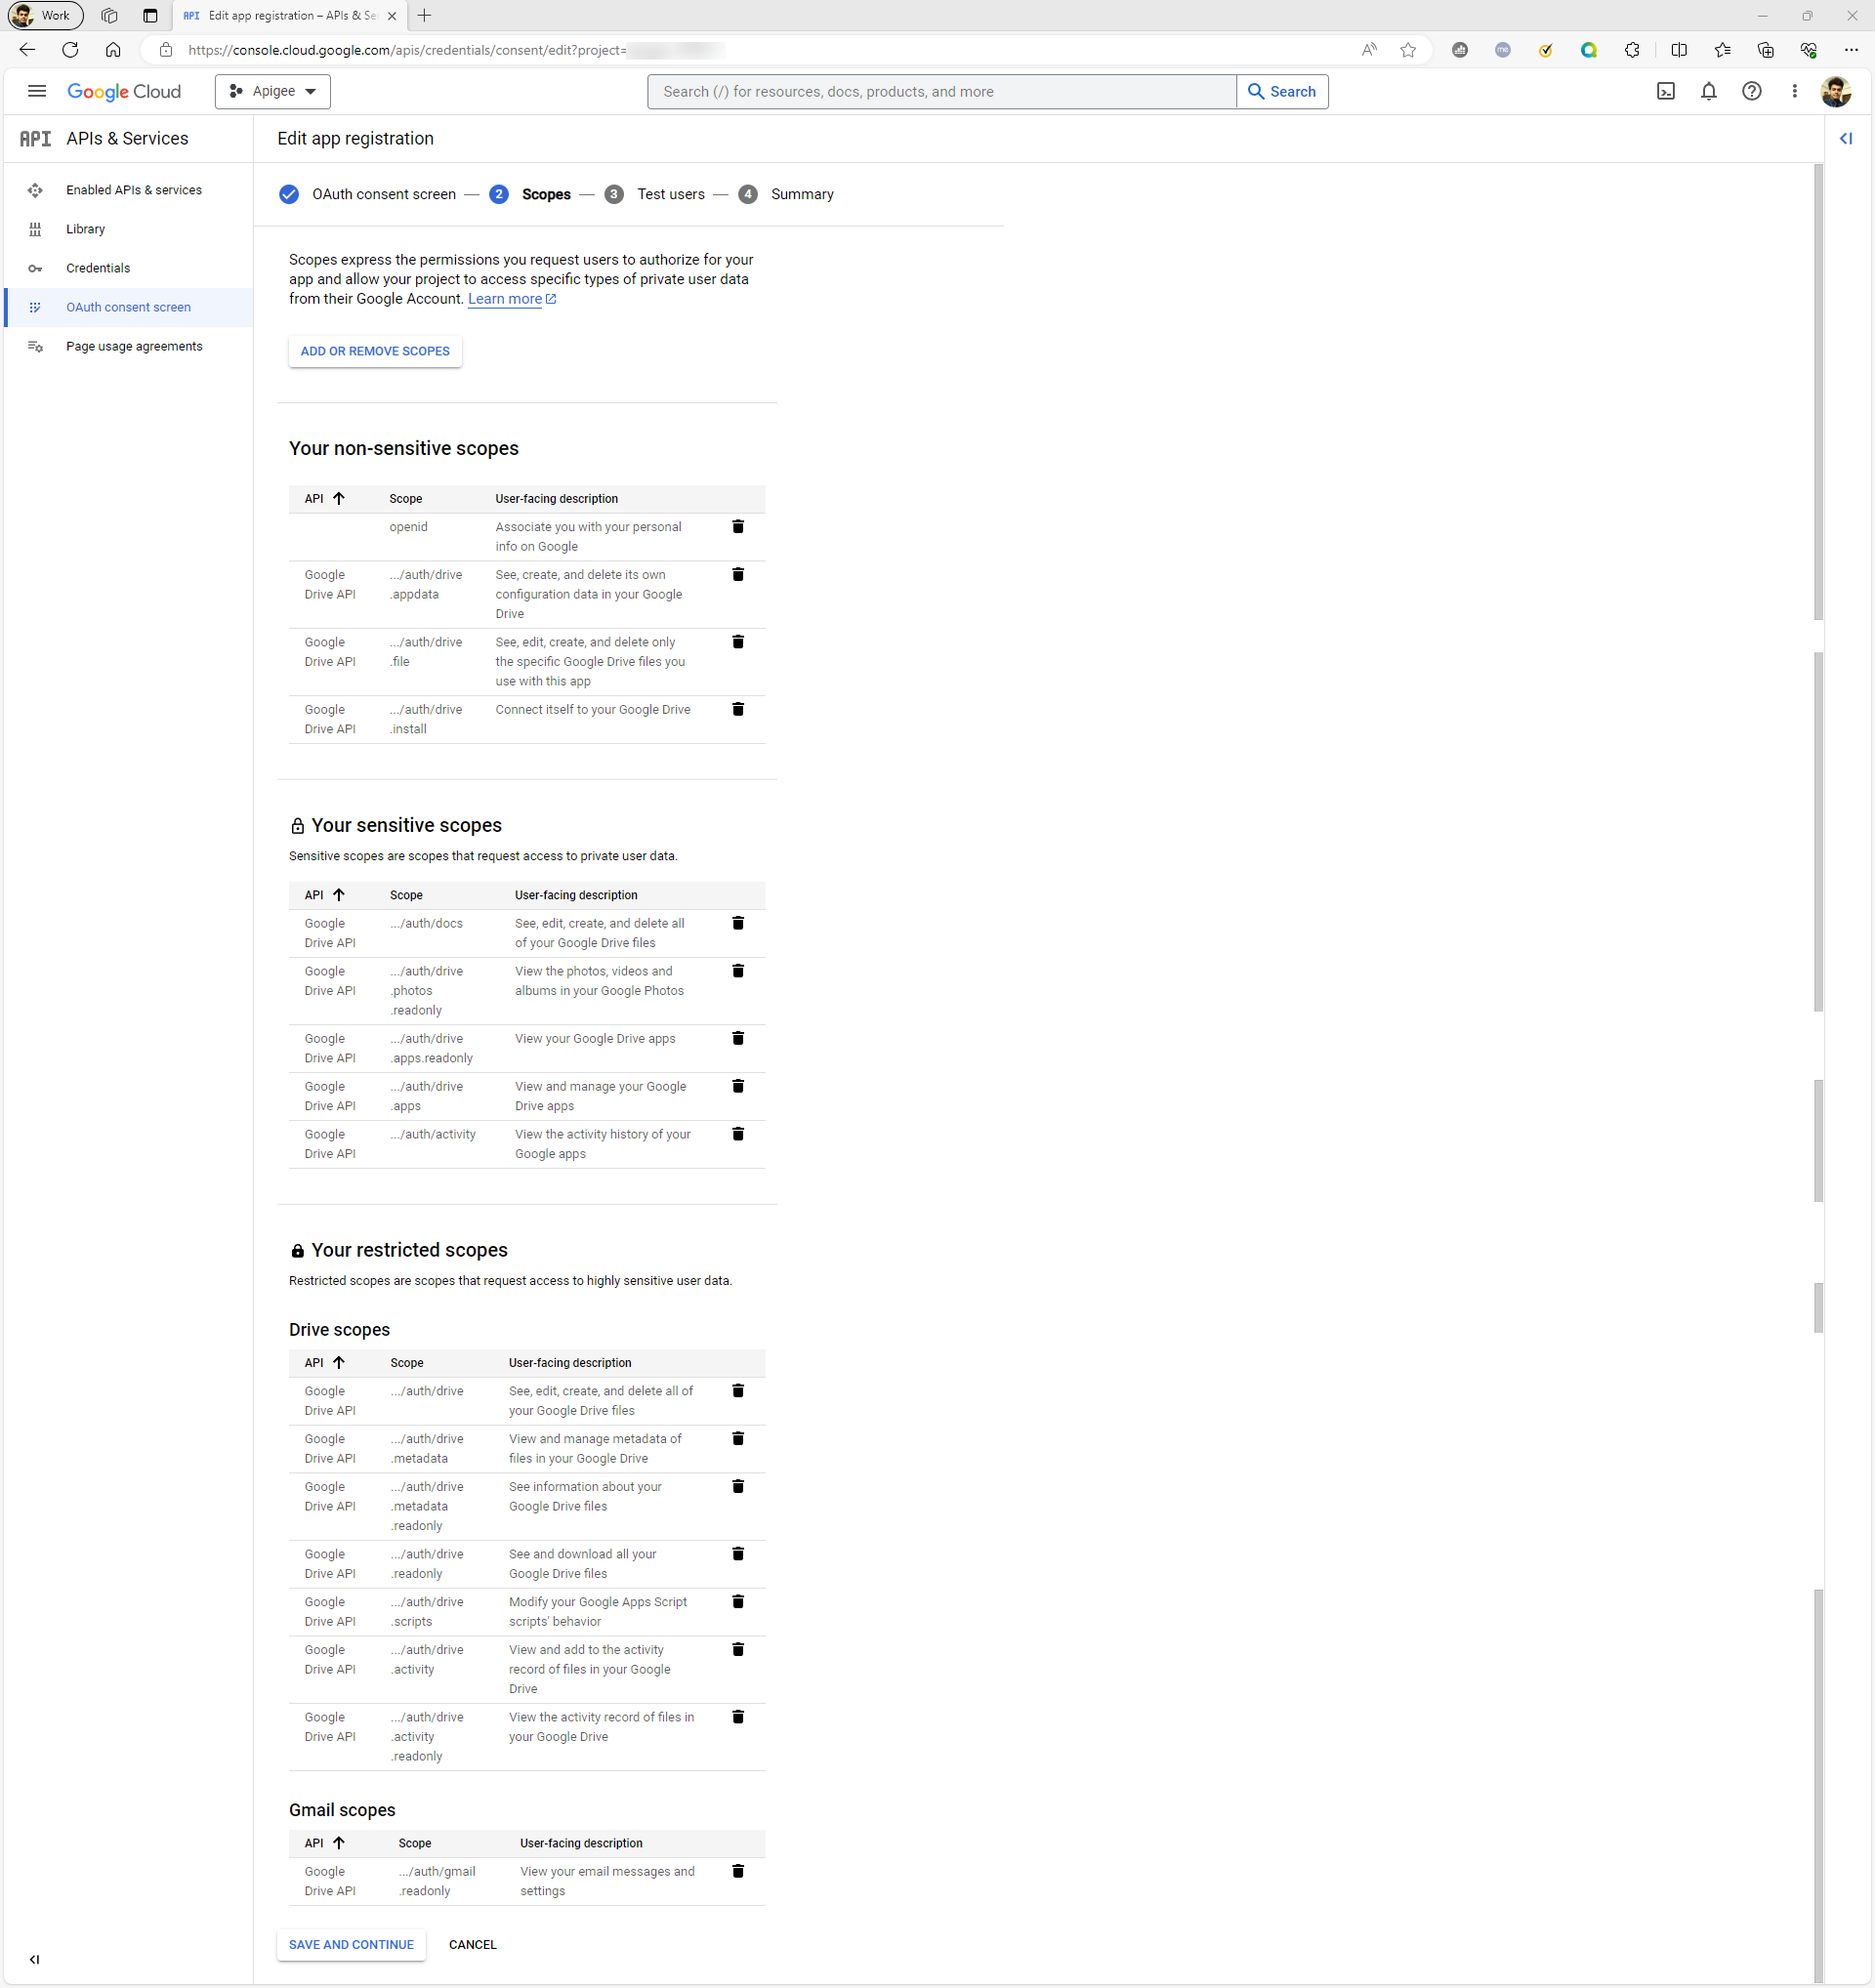 Work
API Edit app registration – APIs & Se
https://console.cloud.google.com/apis/credentials/consent/edit?project=
Google Cloud
Apigee
Search (/) for resources, docs, products, and more
Search
API APIs & Services
Edit app registration
Enabled APIs & services
Library
Credentials
OAuth consent screen
Page usage agreements
OAuth consent screen — 2 Scopes — 3 Test users — 4 Summary
Scopes express the permissions you request users to authorize for your
app and allow your project to access specific types of private user data
from their Google Account. Learn more
ADD OR REMOVE SCOPES
Your non-sensitive scopes
API Scope User-facing description
openid Associate you with your personal
info on Google
Google .../auth/drive See, create, and delete its own
Drive API .appdata configuration data in your Google
Drive
Google .../auth/drive See, edit, create, and delete only
Drive API .file the specific Google Drive files you
use with this app
Google .../auth/drive Connect itself to your Google Drive
Drive API .install
Your sensitive scopes
Sensitive scopes are scopes that request access to private user data.
API Scope User-facing description
Google .../auth/docs See, edit, create, and delete all
Drive API of your Google Drive files
Google .../auth/drive View the photos, videos and
Drive API .photos albums in your Google Photos
.readonly
Google .../auth/drive View your Google Drive apps
Drive API .apps.readonly
Google .../auth/drive View and manage your Google
Drive API .apps Drive apps
Google .../auth/activity View the activity history of your
Drive API Google apps
Your restricted scopes
Restricted scopes are scopes that request access to highly sensitive user data.
Drive scopes
API Scope User-facing description
Google .../auth/drive See, edit, create, and delete all of
Drive API your Google Drive files
Google .../auth/drive View and manage metadata of
Drive API .metadata files in your Google Drive
Google .../auth/drive See information about your
Drive API .metadata Google Drive files
.readonly
Google .../auth/drive See and download all your
Drive API .readonly Google Drive files
Google .../auth/drive Modify your Google Apps Script
Drive API .scripts scripts' behavior
Google .../auth/drive View and add to the activity
Drive API .activity record of files in your Google
Drive
Google .../auth/drive View the activity record of files in
Drive API .activity your Google Drive
.readonly
Gmail scopes
API Scope User-facing description
Google .../auth/gmail View your email messages and
Drive API .readonly settings
SAVE AND CONTINUE CANCEL